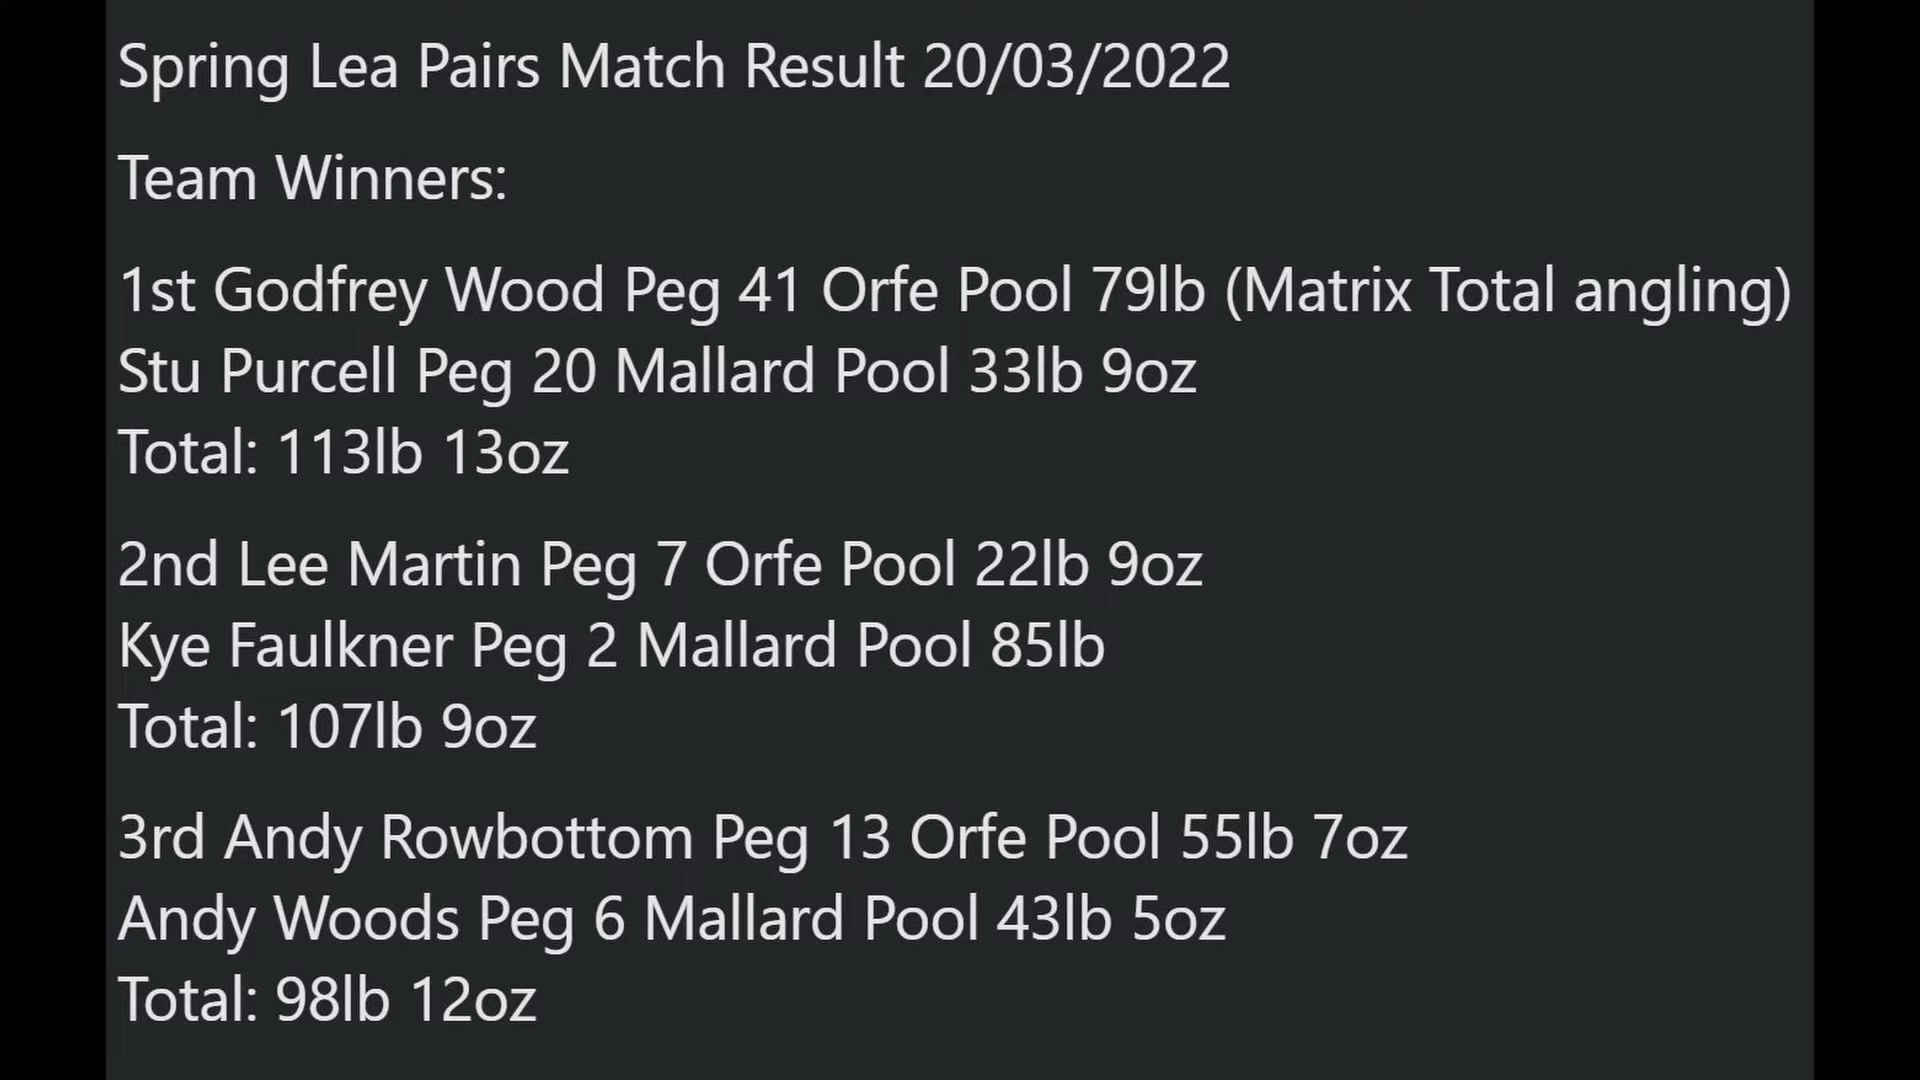 Spring Lea Pairs Match Result 20/03/2022
Team Winners:
1st Godfrey Wood Peg 41 Orfe Pool 79lb (Matrix Total angling)
Stu Purcell Peg 20 Mallard Pool 33lb 9oz
Total: 113lb 13oz
2nd Lee Martin Peg 7 Orfe Pool 22lb 9oz
Kye Faulkner Peg 2 Mallard Pool 85lb
Total: 107lb 9oz
3rd Andy Rowbottom Peg 13 Orfe Pool 55lb 7oz
Andy Woods Peg 6 Mallard Pool 43lb 5oz
Total: 98lb 12oz